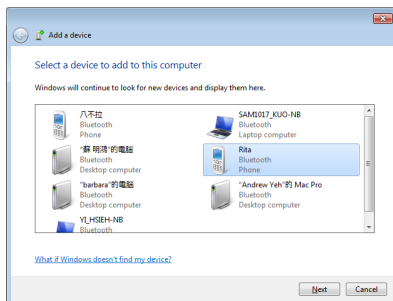 Add a device
Select a device to add to this computer
Windows will continue to look for new devices and display them here.
八不拉
Bluetooth
Phone
SAM1017_KUO-NB
Bluetooth
Laptop computer
"蘇 明清"的電腦
Bluetooth
Desktop computer
Rita
Bluetooth
Phone
"barbara"的電腦
Bluetooth
Desktop computer
"Andrew Yeh"的 Mac Pro
Bluetooth
Desktop computer
YI_HSIEH-NB
Bluetooth
What if Windows doesn't find my device?
Next
Cancel